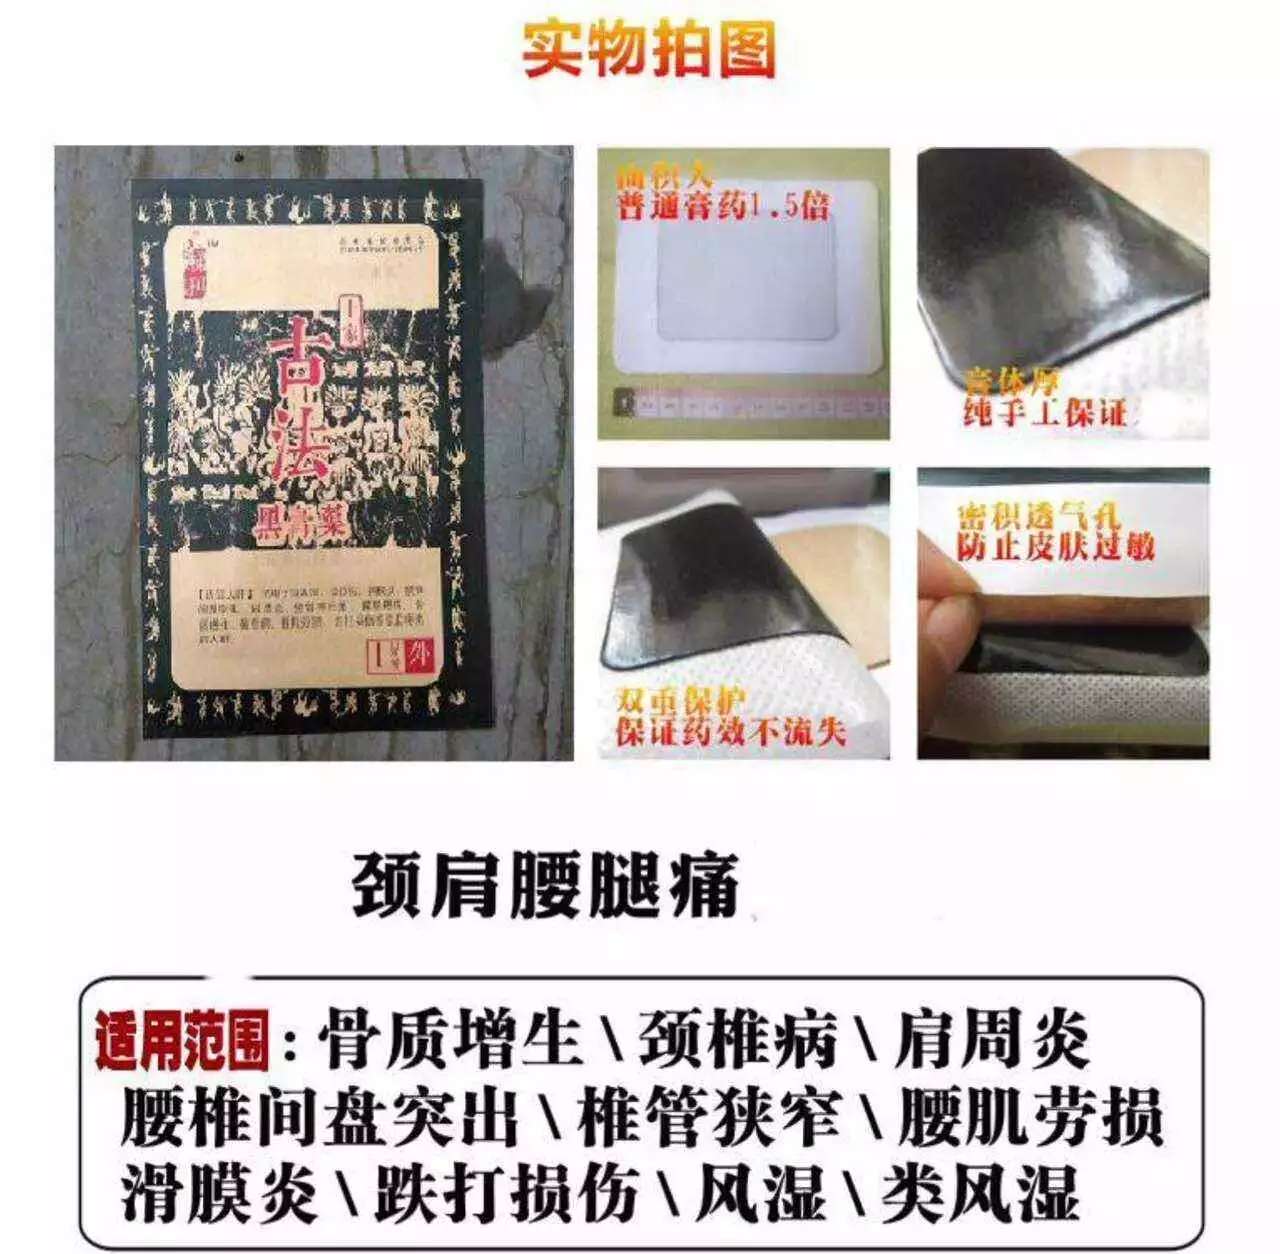 实物拍图
古法
黑膏药
外
面积大
普通膏药1.5倍
膏体厚
纯手工保证
双重保护
保证药效不流失
密积透气孔
防止皮肤过敏
颈肩腰腿痛
适用范围:骨质增生\颈椎病\肩周炎
腰椎间盘突出\椎管狭窄\腰肌劳损
滑膜炎\跌打损伤\风湿\类风湿